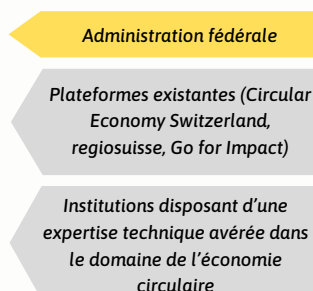 Administration fédérale
Plateformes existantes (Circular
Economy Switzerland,
regiosuisse, Go for Impact)
Institutions disposant d’une
expertise technique avérée dans
le domaine de l’économie
circulaire